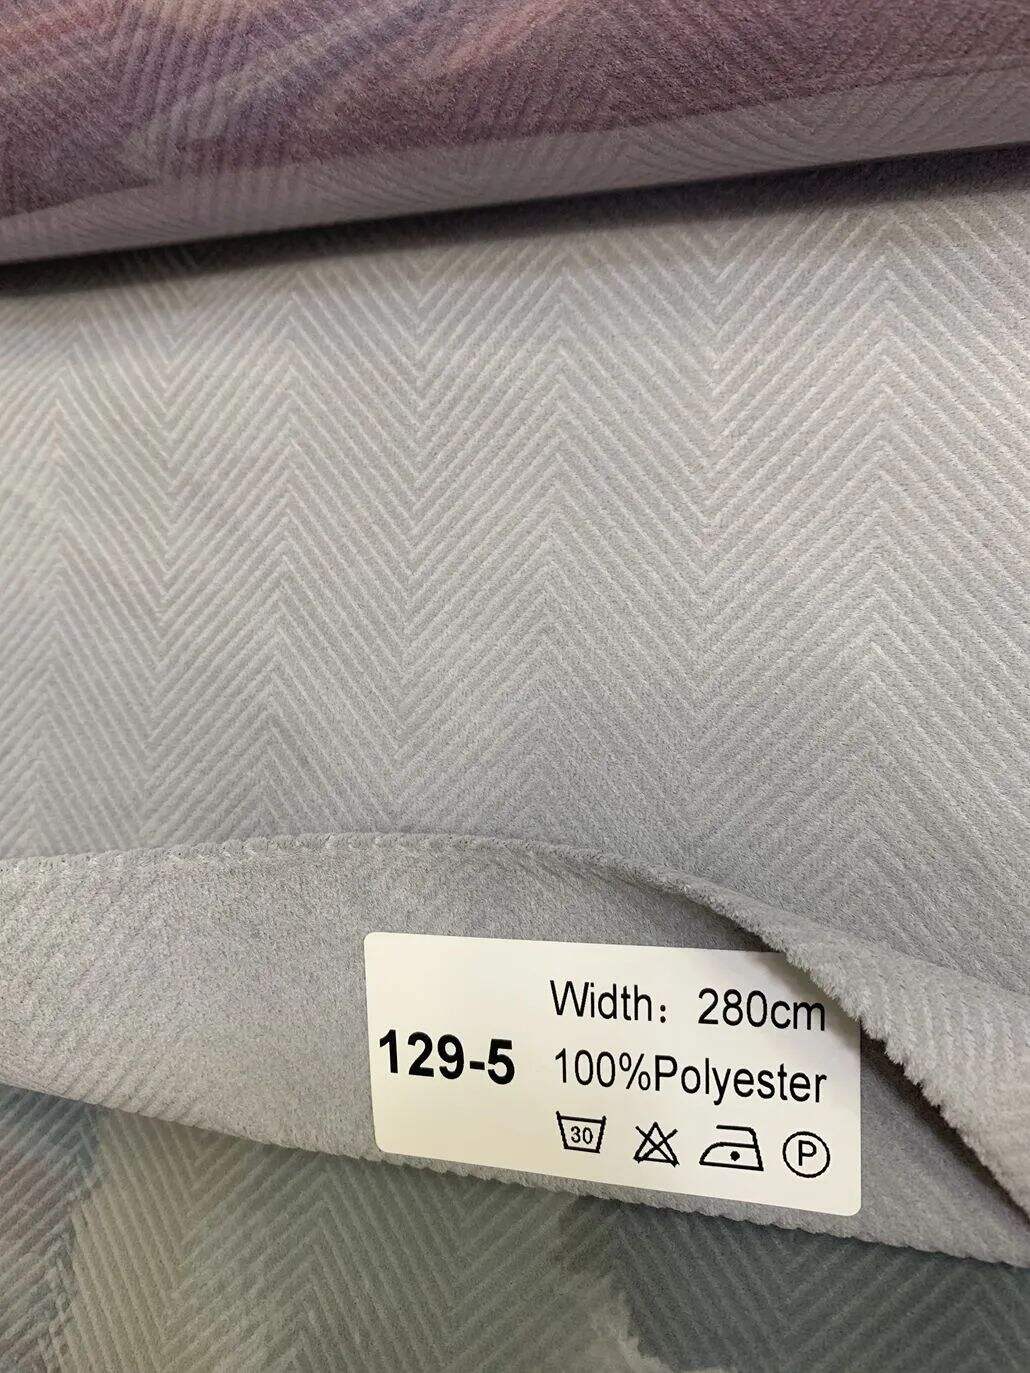 129-5
Width: 280cm
100%Polyester
30
P